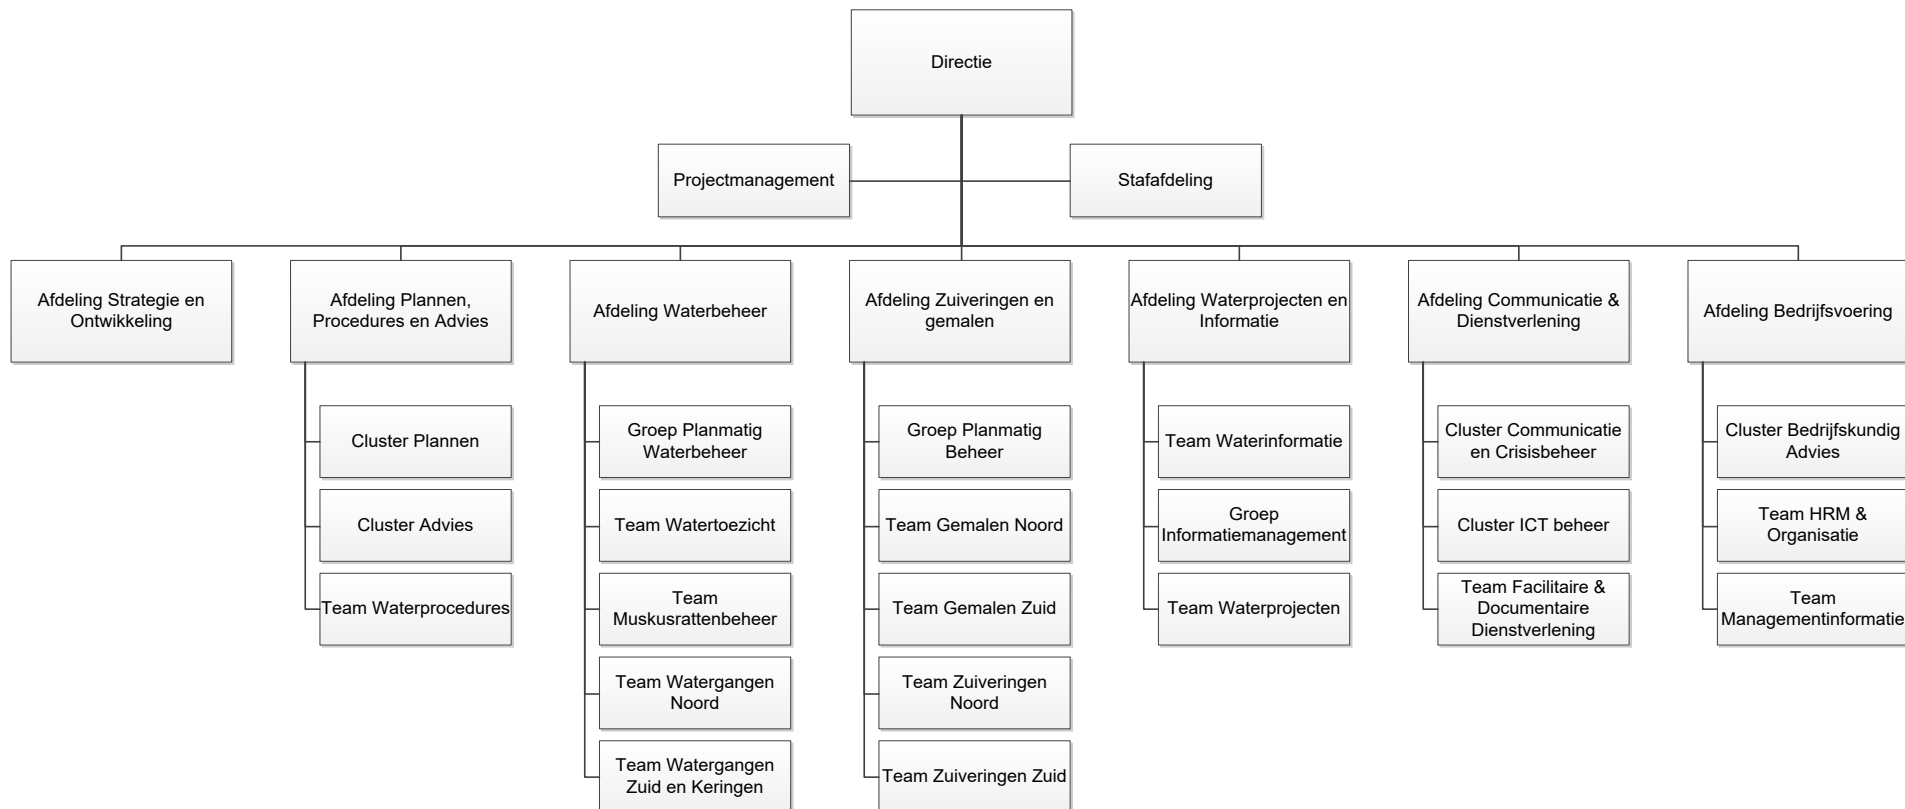 Directie
Projectmanagement
Stafafdeling
Afdeling Strategie en
Ontwikkeling
Afdeling Plannen,
Procedures en Advies
Afdeling Waterbeheer
Afdeling Zuiveringen en
gemalen
Afdeling Waterprojecten en
Informatie
Afdeling Communicatie &
Dienstverlening
Afdeling Bedrijfsvoering
Cluster Plannen
Cluster Advies
Team Waterprocedures
Groep Planmatig
Waterbeheer
Team Watertoezicht
Team
Muskusrattenbeheer
Team Watergangen
Noord
Team Watergangen
Zuid en Keringen
Groep Planmatig
Beheer
Team Gemalen Noord
Team Gemalen Zuid
Team Zuiveringen
Noord
Team Zuiveringen Zuid
Team Waterinformatie
Groep
Informatiemanagement
Team Waterprojecten
Cluster Communicatie
en Crisisbeheer
Cluster ICT beheer
Team Facilitaire &
Documentaire
Dienstverlening
Cluster Bedrijfskundig
Advies
Team HRM &
Organisatie
Team
Managementinformatie